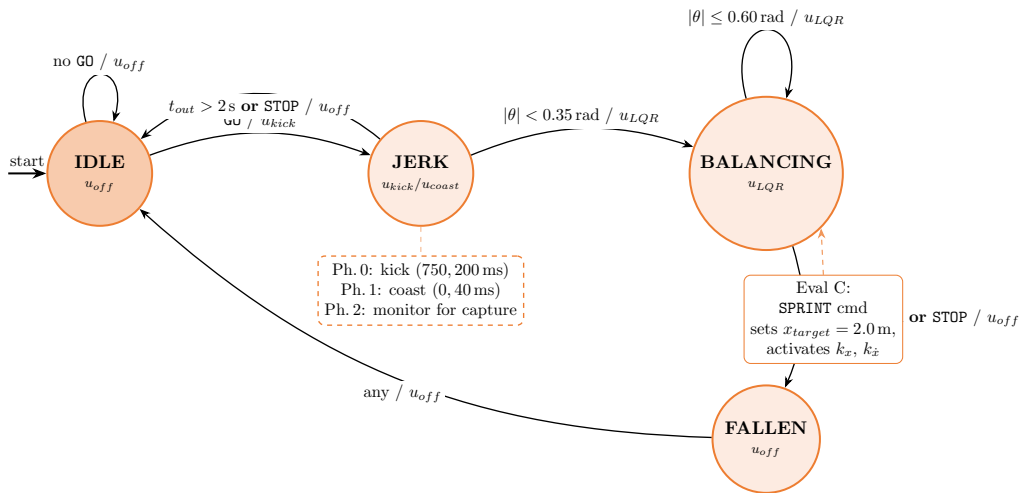 |θ| ≤ 0.60 rad / u_LQR
no GO / u_off
t_out > 2 s or STOP / u_off
GO / u_kick
|θ| < 0.35 rad / u_LQR
start
IDLE
u_off
JERK
u_kick/u_coast
BALANCING
u_LQR
Ph. 0: kick (750, 200 ms)
Ph. 1: coast (0, 40 ms)
Ph. 2: monitor for capture
Eval C:
SPRINT cmd
sets x_target = 2.0 m,
activates k_x, k_ẋ
or STOP / u_off
any / u_off
FALLEN
u_off